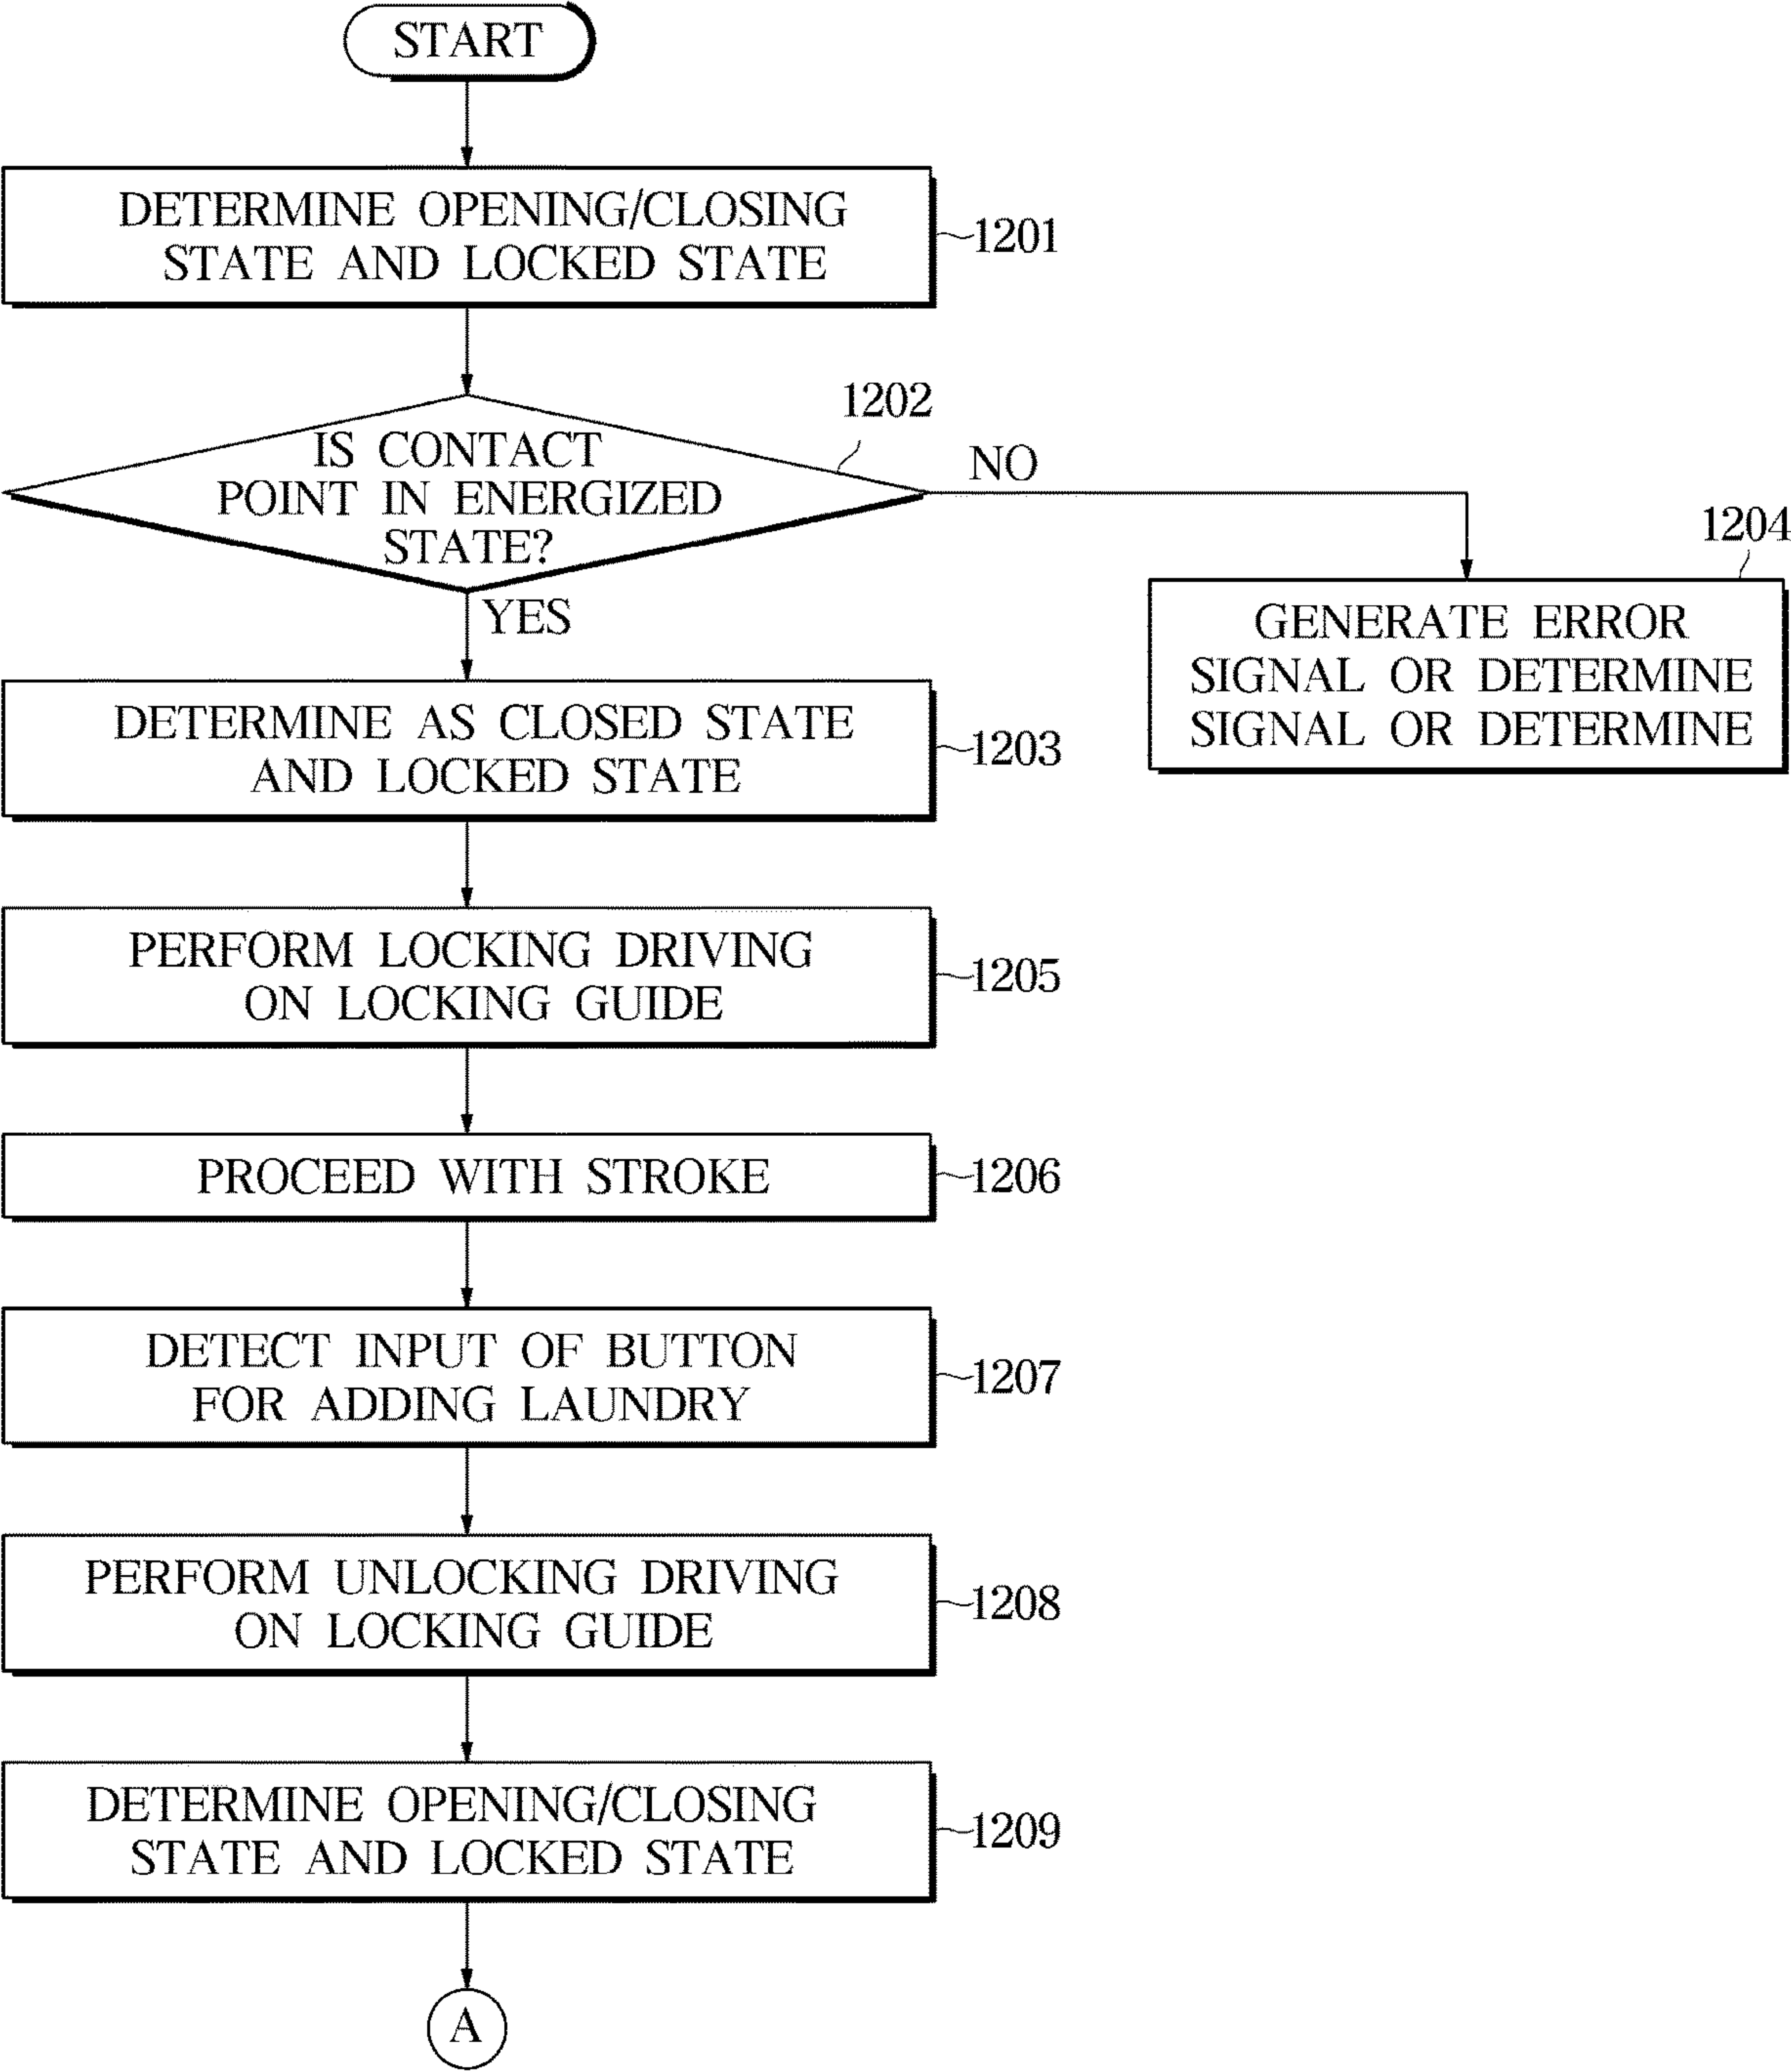 START
DETERMINE OPENING/CLOSING
STATE AND LOCKED STATE
1201
1202
IS CONTACT
POINT IN ENERGIZED
STATE?
NO
YES
1204
GENERATE ERROR
SIGNAL OR DETERMINE
SIGNAL OR DETERMINE
DETERMINE AS CLOSED STATE
AND LOCKED STATE
1203
PERFORM LOCKING DRIVING
ON LOCKING GUIDE
1205
PROCEED WITH STROKE
1206
DETECT INPUT OF BUTTON
FOR ADDING LAUNDRY
1207
PERFORM UNLOCKING DRIVING
ON LOCKING GUIDE
1208
DETERMINE OPENING/CLOSING
STATE AND LOCKED STATE
1209
A